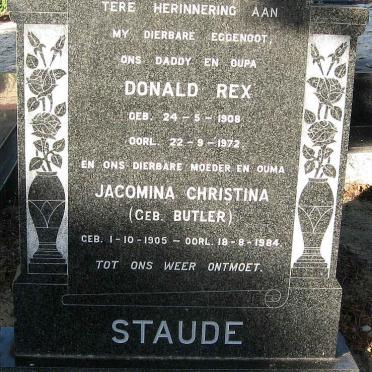 TERE HERINNERING AAN
MY DIERBARE EGGENOOT,
ONS DADDY EN OUPA
DONALD REX
GEB. 24-5-1908
OORL. 22-9-1972
EN ONS DIERBARE MOEDER EN OUMA
JACOMINA CHRISTINA
(GEB. BUTLER)
GEB. 1-10-1905 - OORL. 18-8-1984.
TOT ONS WEER ONTMOET.
STAUDE